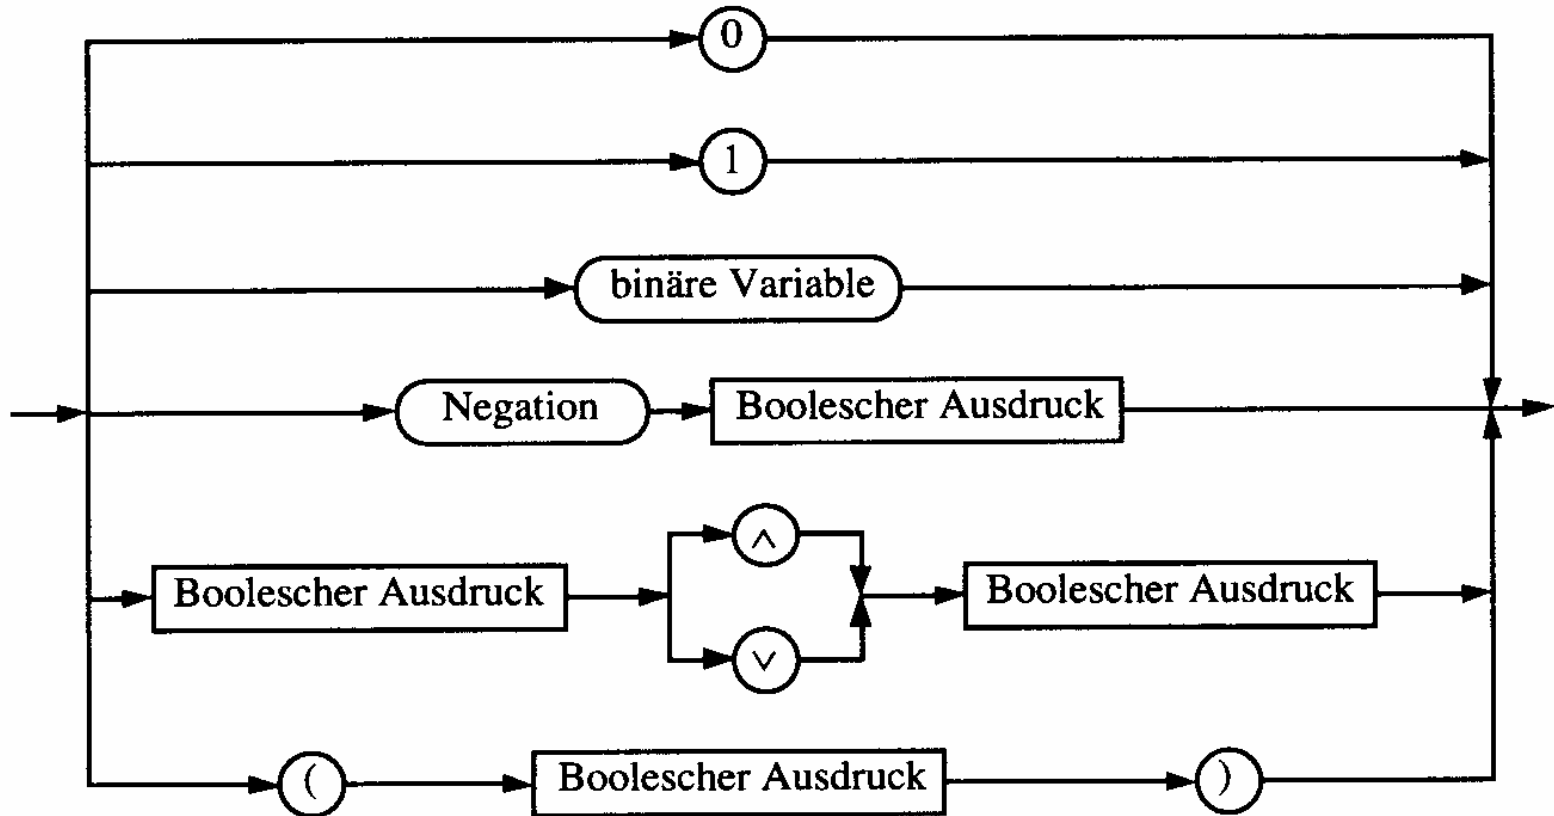 0
1
binäre Variable
Negation Boolescher Ausdruck
∧
Boolescher Ausdruck Boolescher Ausdruck
∨
( Boolescher Ausdruck )